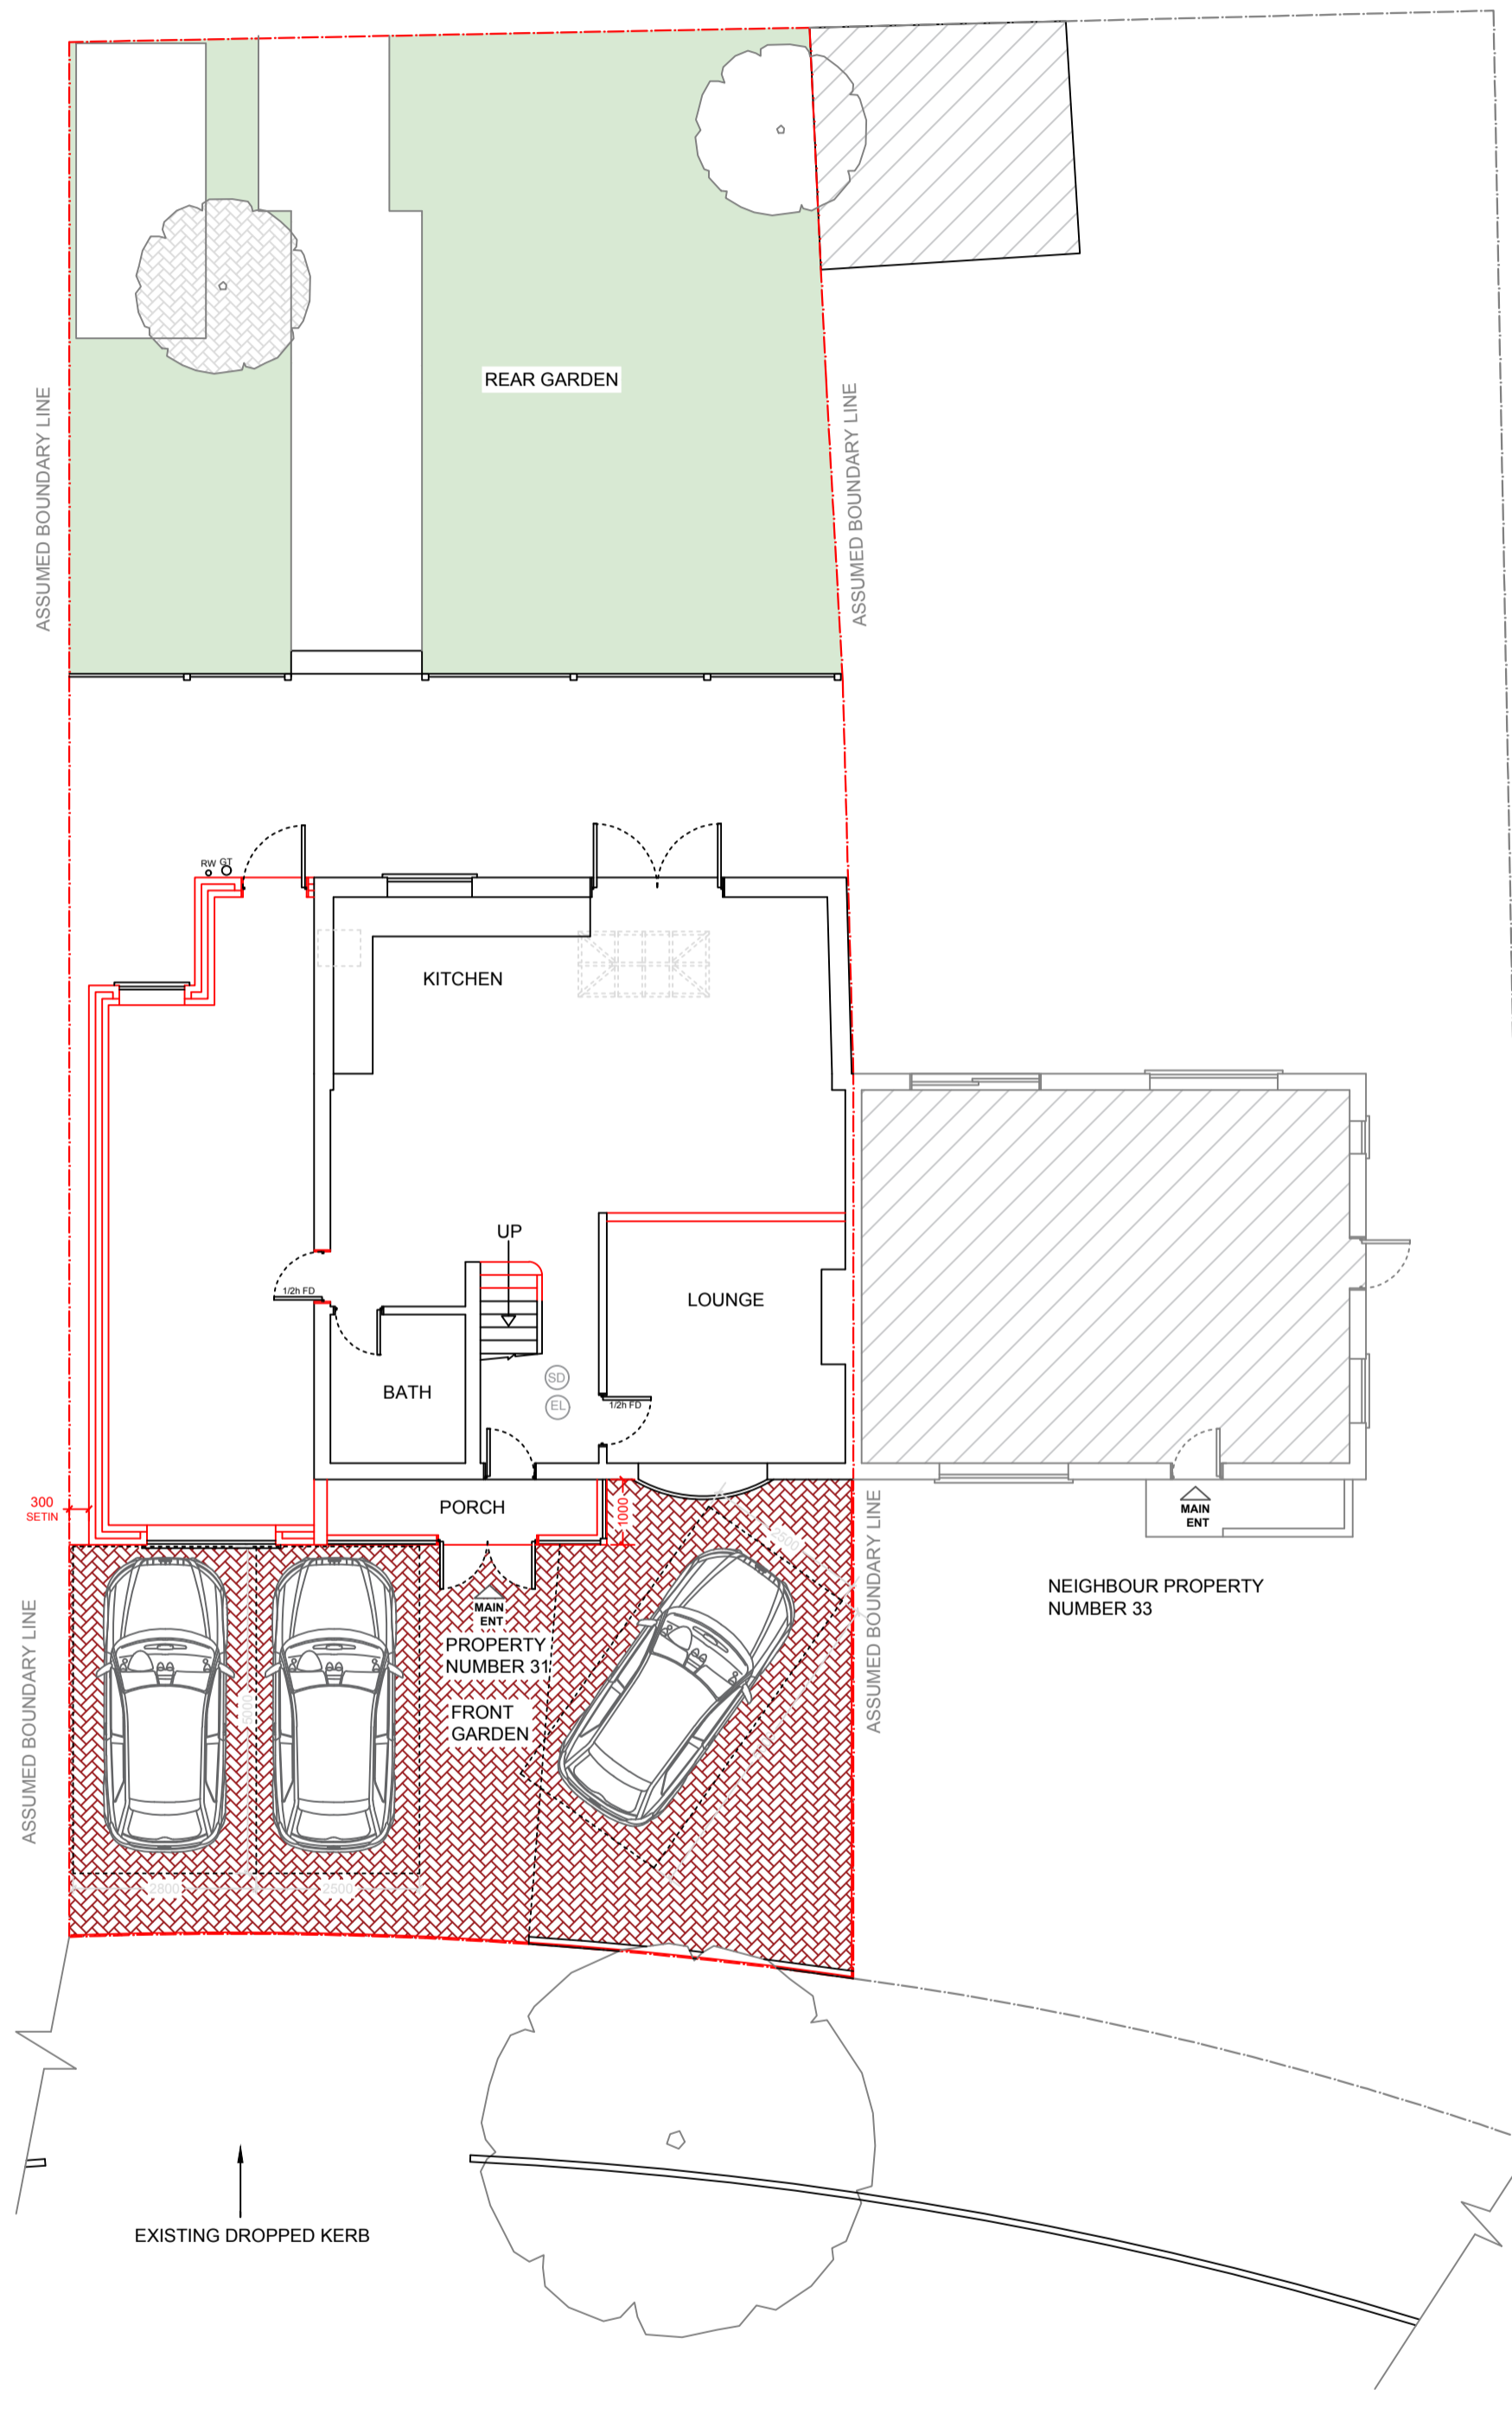 REAR GARDEN
ASSUMED BOUNDARY LINE
ASSUMED BOUNDARY LINE
RW GT
KITCHEN
UP
1/2h FD
LOUNGE
BATH
SD
EL
1/2h FD
300
SETIN
PORCH
1000
2500
MAIN
ENT
MAIN
ENT
NEIGHBOUR PROPERTY
NUMBER 33
PROPERTY
NUMBER 31
FRONT
GARDEN
ASSUMED BOUNDARY LINE
ASSUMED BOUNDARY LINE
2800
2500
EXISTING DROPPED KERB